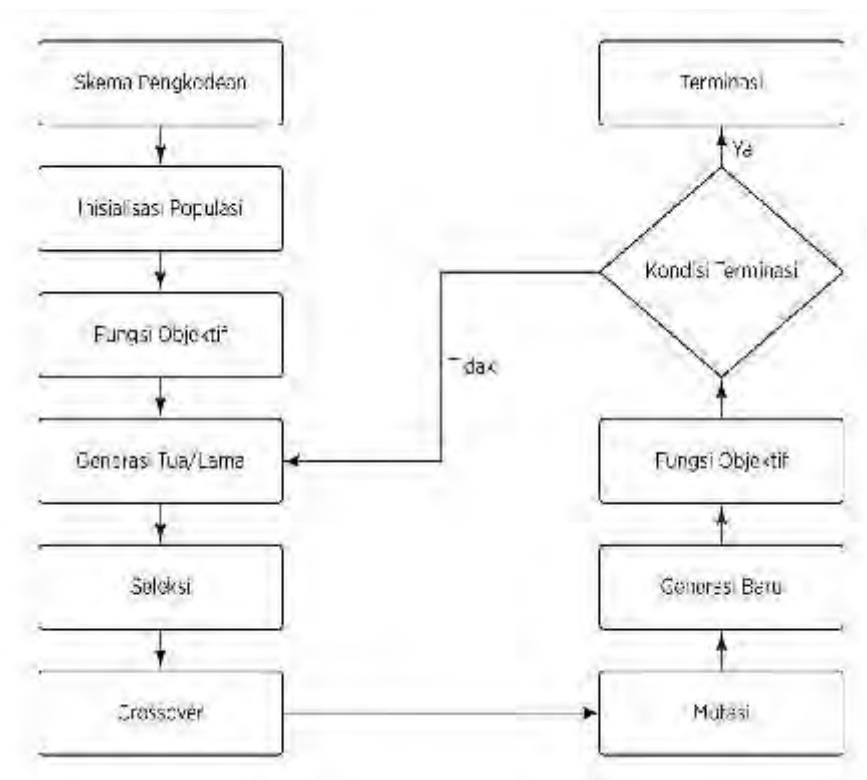 Skema Pengkodean
Inisialisasi Populasi
Fungsi Objektif
Generasi Tua/Lama
Seleksi
Crossover
Mutasi
Generasi Baru
Fungsi Objektif
Kondisi Terminasi
Ya
Tidak
Terminasi